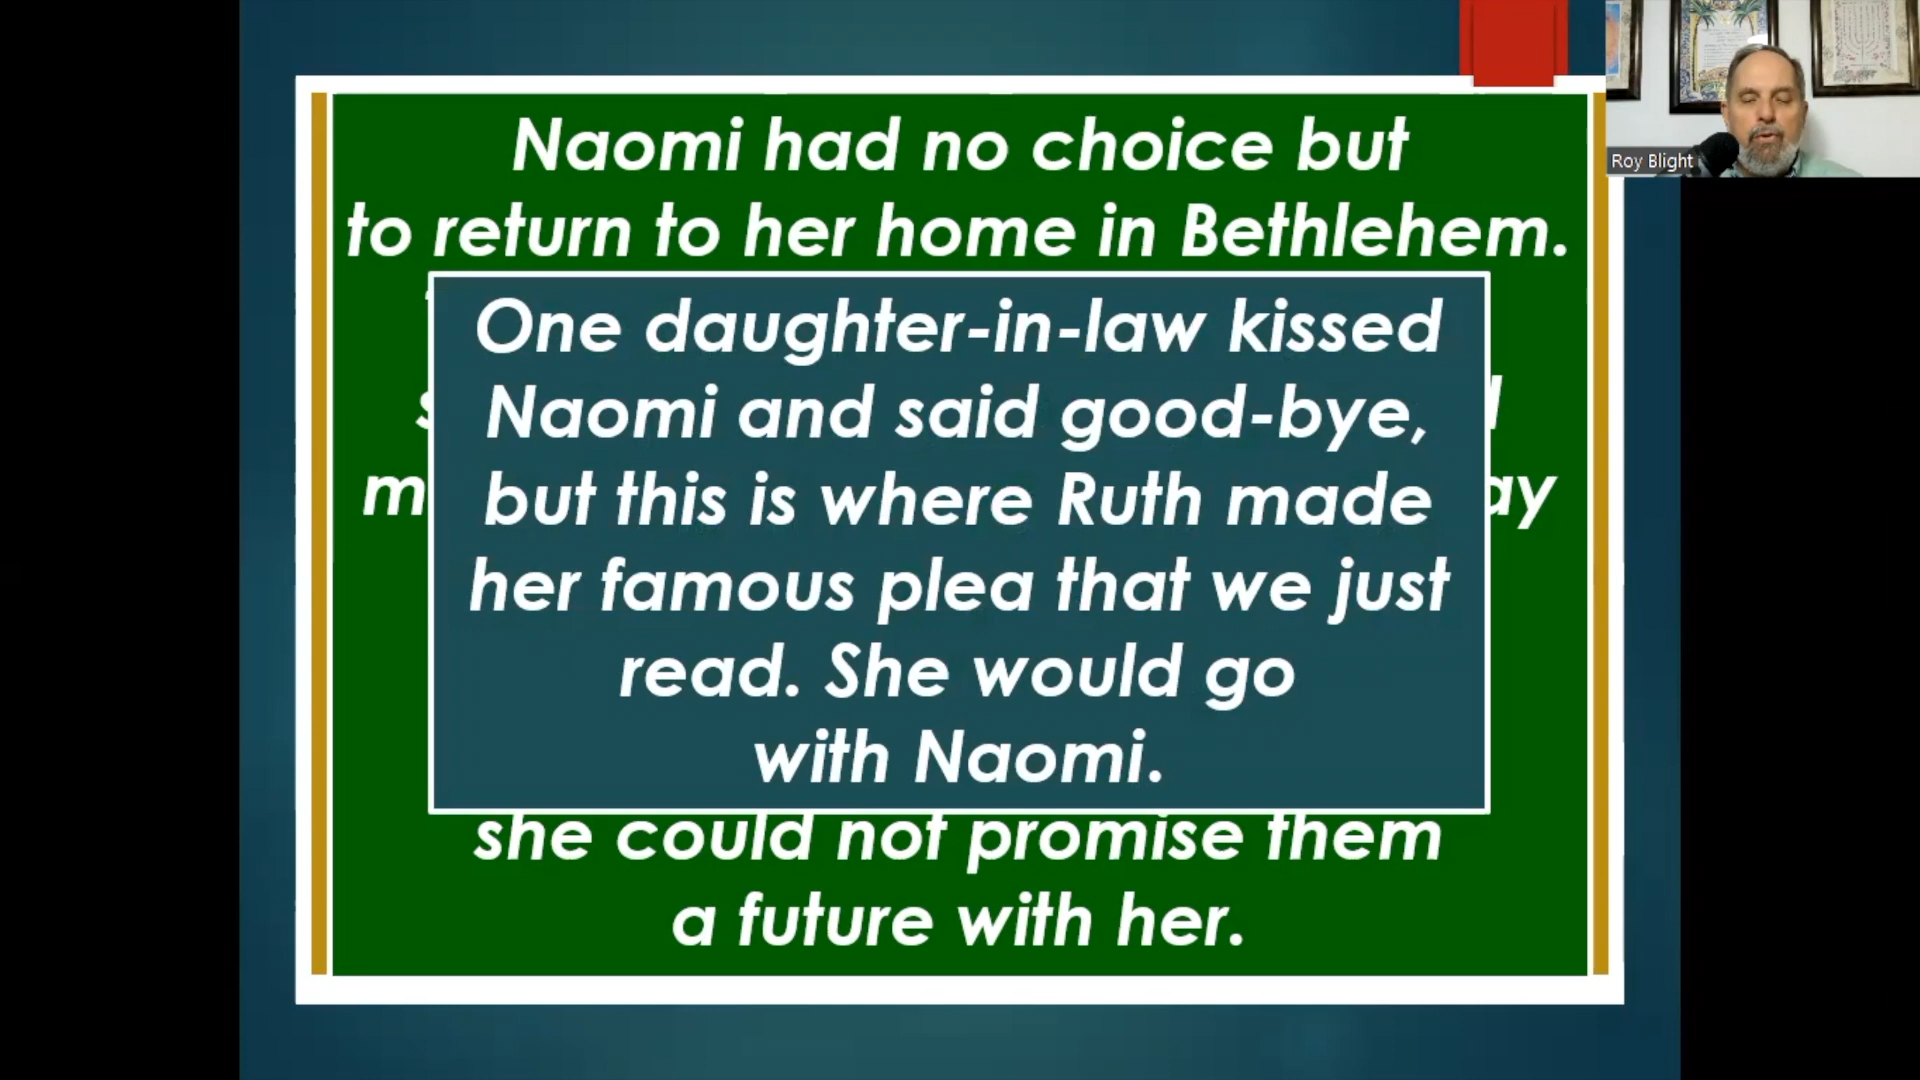 Naomi had no choice but
to return to her home in Bethlehem.
One daughter-in-law kissed
Naomi and said good-bye,
but this is where Ruth made
her famous plea that we just
read. She would go
with Naomi.
she could not promise them
a future with her.
Roy Blight